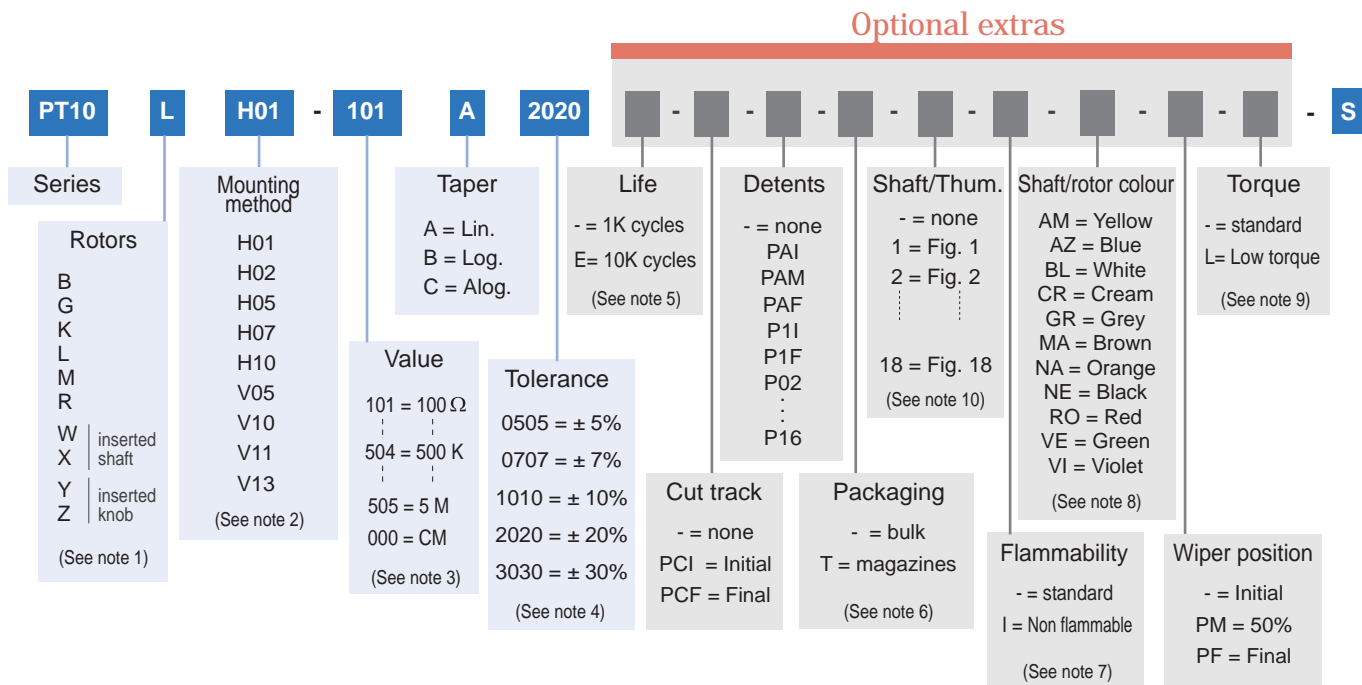 Optional extras
PT10 L H01 - 101 A 2020 - - - - - - - - - S
Series
Rotors
B
G
K
L
M
R
W
X
inserted
shaft
Y
Z
inserted
knob
(See note 1)
Mounting
method
H01
H02
H05
H07
H10
V05
V10
V11
V13
(See note 2)
Value
101 = 100 Ω
504 = 500 K
505 = 5 M
000 = CM
(See note 3)
Taper
A = Lin.
B = Log.
C = Alog.
Tolerance
0505 = ± 5%
0707 = ± 7%
1010 = ± 10%
2020 = ± 20%
3030 = ± 30%
(See note 4)
Life
- = 1K cycles
E= 10K cycles
(See note 5)
Cut track
- = none
PCI = Initial
PCF = Final
Detents
- = none
PAI
PAM
PAF
P1I
P1F
P02
:
:
P16
Packaging
- = bulk
T = magazines
(See note 6)
Shaft/Thum.
- = none
1 = Fig. 1
2 = Fig. 2
18 = Fig. 18
(See note 10)
Flammability
- = standard
I = Non flammable
(See note 7)
Shaft/rotor colour
AM = Yellow
AZ = Blue
BL = White
CR = Cream
GR = Grey
MA = Brown
NA = Orange
NE = Black
RO = Red
VE = Green
VI = Violet
(See note 8)
Wiper position
- = Initial
PM = 50%
PF = Final
Torque
- = standard
L= Low torque
(See note 9)